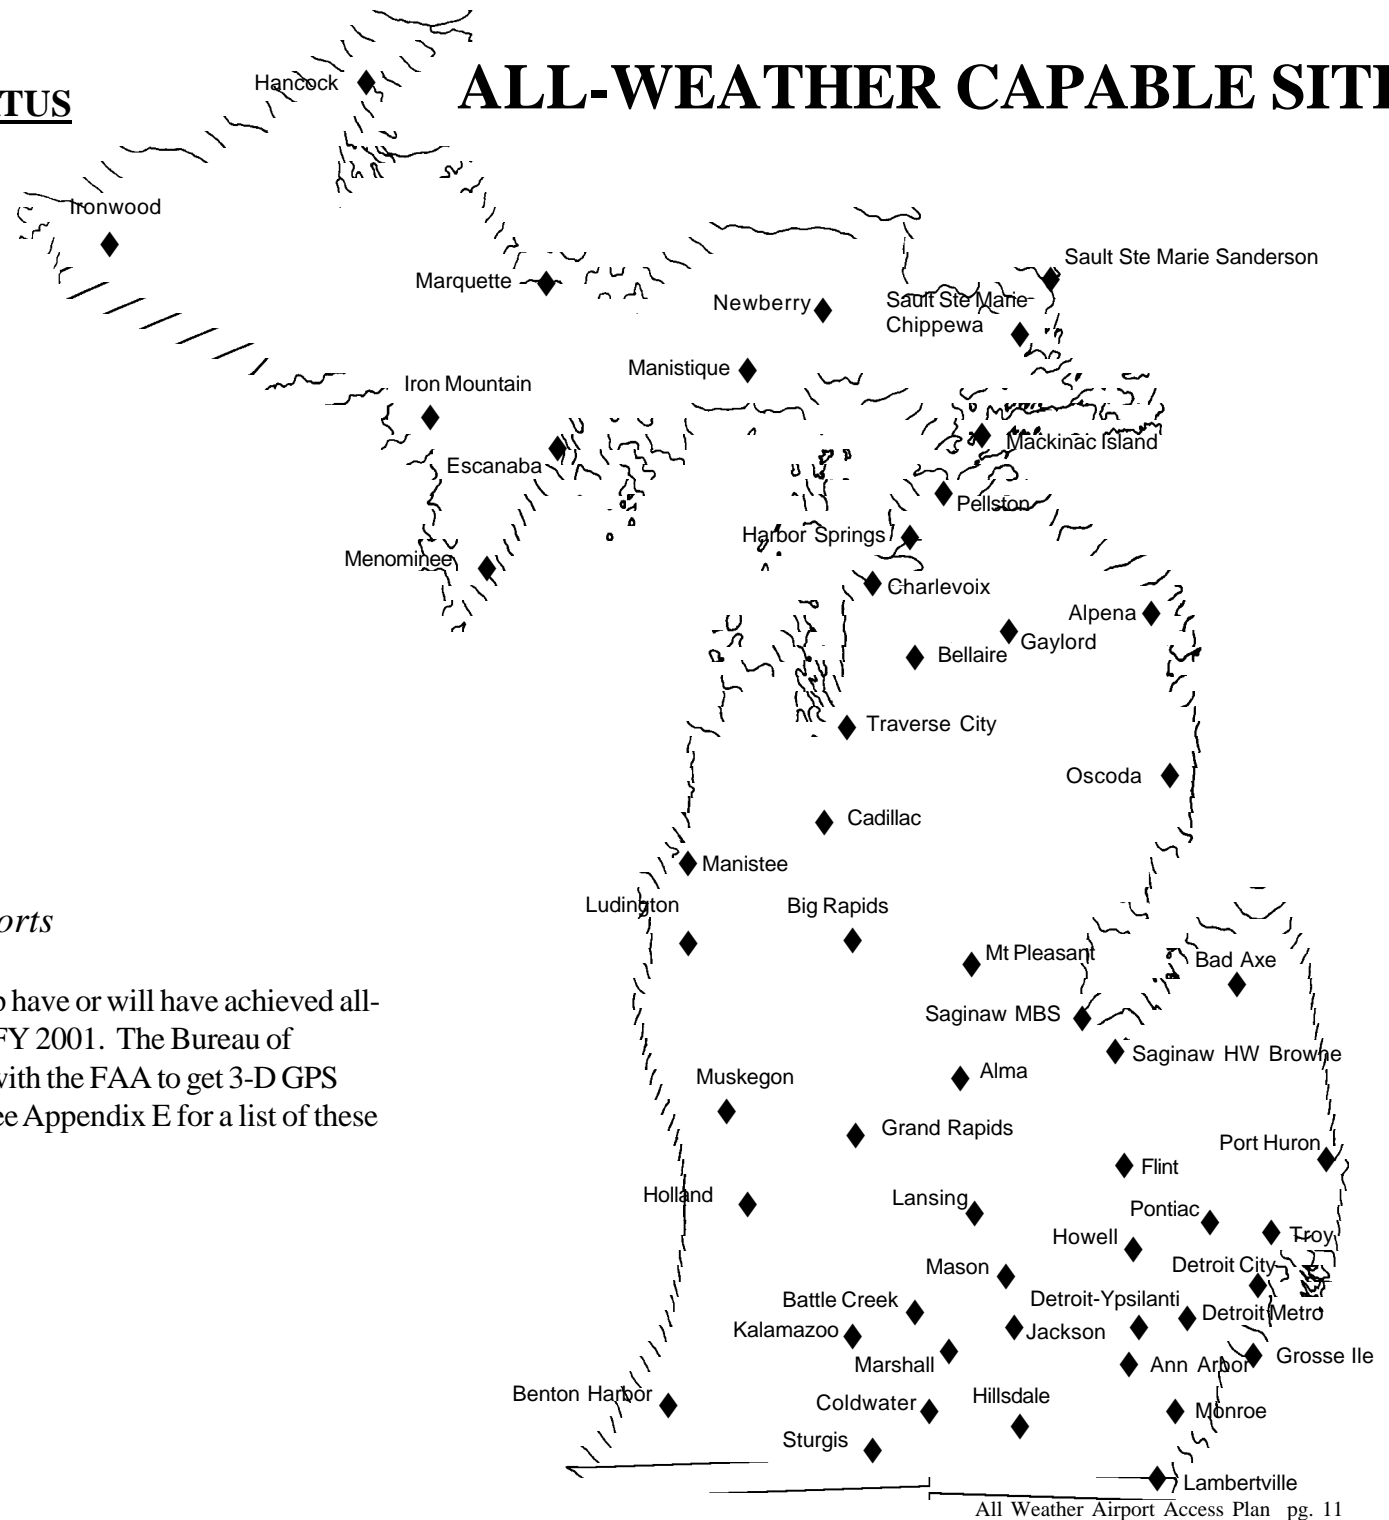 TUS
ALL-WEATHER CAPABLE SIT
Hancock
Ironwood
Marquette
Sault Ste Marie Sanderson
Newberry
Sault Ste Marie
Chippewa
Manistique
Iron Mountain
Mackinac Island
Escanaba
Pellston
Harbor Springs
Menominee
Charlevoix
Alpena
Gaylord
Bellaire
Traverse City
Oscoda
Cadillac
Manistee
Ludington
Big Rapids
orts
Mt Pleasant
Bad Axe
have or will have achieved all-
Saginaw MBS
FY 2001. The Bureau of
Saginaw HW Browne
with the FAA to get 3-D GPS
Alma
Muskegon
ee Appendix E for a list of these
Grand Rapids
Port Huron
Flint
Holland
Lansing
Pontiac
Troy
Howell
Detroit City
Mason
Battle Creek
Detroit-Ypsilanti
Detroit Metro
Kalamazoo
Jackson
Marshall
Ann Arbor
Grosse Ile
Benton Harbor
Coldwater
Hillsdale
Monroe
Sturgis
Lambertville
All Weather Airport Access Plan pg. 11